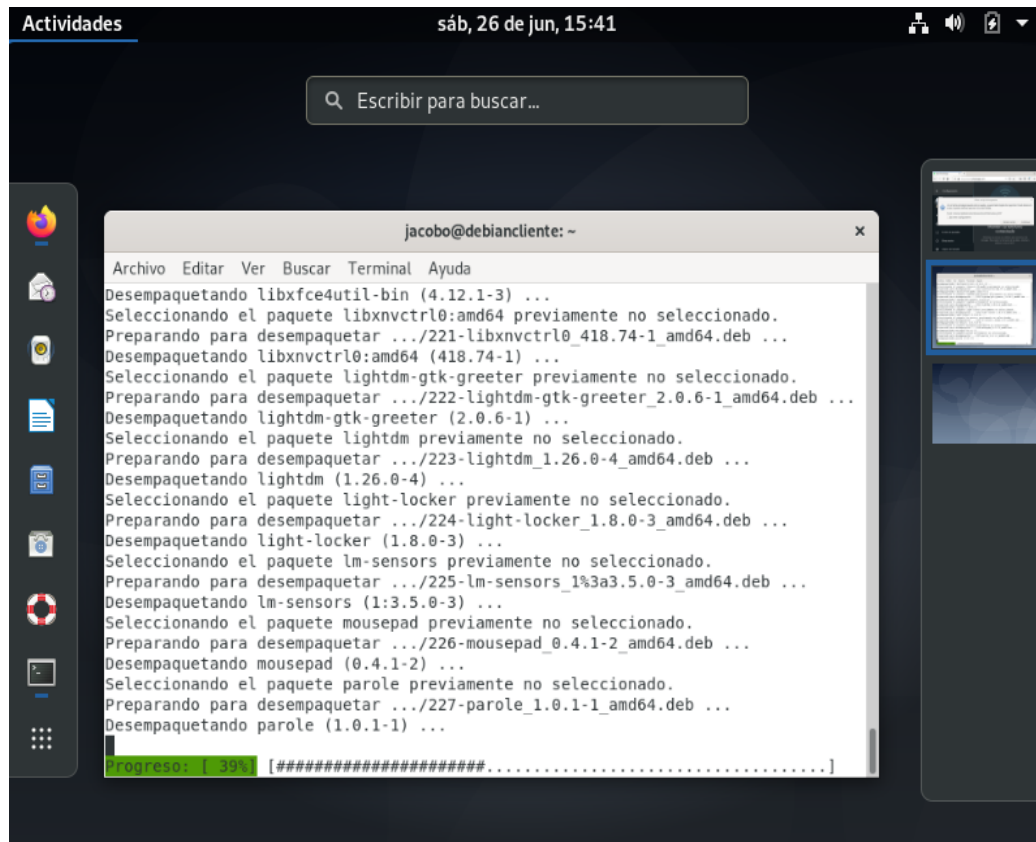 Actividades
sáb, 26 de jun, 15:41
Escribir para buscar...
jacobo@debiancliente: ~
Archivo Editar Ver Buscar Terminal Ayuda
Desempaquetando libxfce4util-bin (4.12.1-3) ...
Seleccionando el paquete libxnvctrl0:amd64 previamente no seleccionado.
Preparando para desempaquetar .../221-libxnvctrl0_418.74-1_amd64.deb ...
Desempaquetando libxnvctrl0:amd64 (418.74-1) ...
Seleccionando el paquete lightdm-gtk-greeter previamente no seleccionado.
Preparando para desempaquetar .../222-lightdm-gtk-greeter_2.0.6-1_amd64.deb ...
Desempaquetando lightdm-gtk-greeter (2.0.6-1) ...
Seleccionando el paquete lightdm previamente no seleccionado.
Preparando para desempaquetar .../223-lightdm_1.26.0-4_amd64.deb ...
Desempaquetando lightdm (1.26.0-4) ...
Seleccionando el paquete light-locker previamente no seleccionado.
Preparando para desempaquetar .../224-light-locker_1.8.0-3_amd64.deb ...
Desempaquetando light-locker (1.8.0-3) ...
Seleccionando el paquete lm-sensors previamente no seleccionado.
Preparando para desempaquetar .../225-lm-sensors_1%3a3.5.0-3_amd64.deb ...
Desempaquetando lm-sensors (1:3.5.0-3) ...
Seleccionando el paquete mousepad previamente no seleccionado.
Preparando para desempaquetar .../226-mousepad_0.4.1-2_amd64.deb ...
Desempaquetando mousepad (0.4.1-2) ...
Seleccionando el paquete parole previamente no seleccionado.
Preparando para desempaquetar .../227-parole_1.0.1-1_amd64.deb ...
Desempaquetando parole (1.0.1-1) ...
Progreso: [ 39%] [######################....................................]